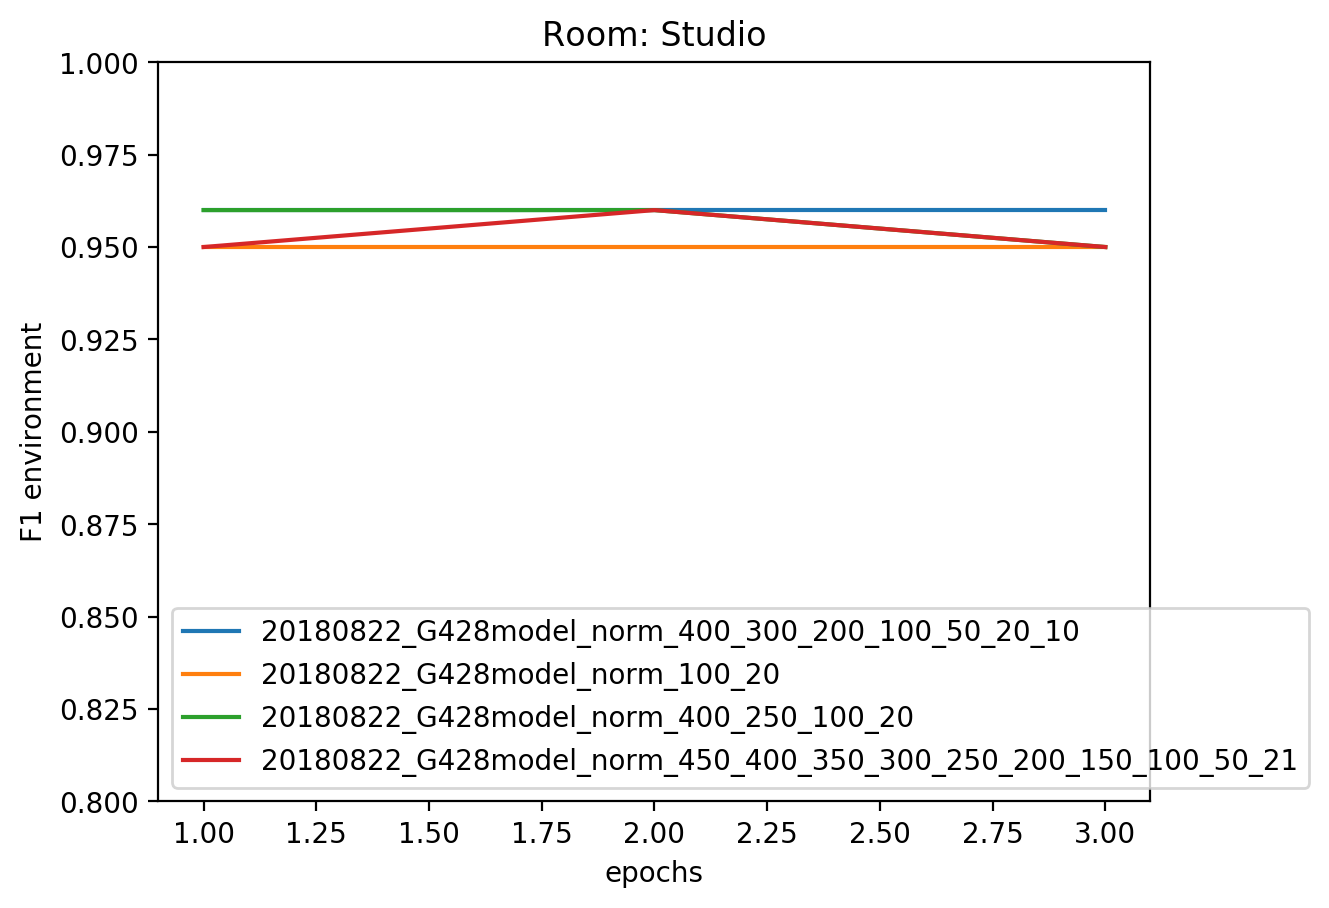 Room: Studio
1.000
0.975
0.950
0.925
0.900
0.875
0.850
0.825
0.800
F1 environment
20180822_G428model_norm_400_300_200_100_50_20_10
20180822_G428model_norm_100_20
20180822_G428model_norm_400_250_100_20
20180822_G428model_norm_450_400_350_300_250_200_150_100_50_21
1.00 1.25 1.50 1.75 2.00 2.25 2.50 2.75 3.00
epochs